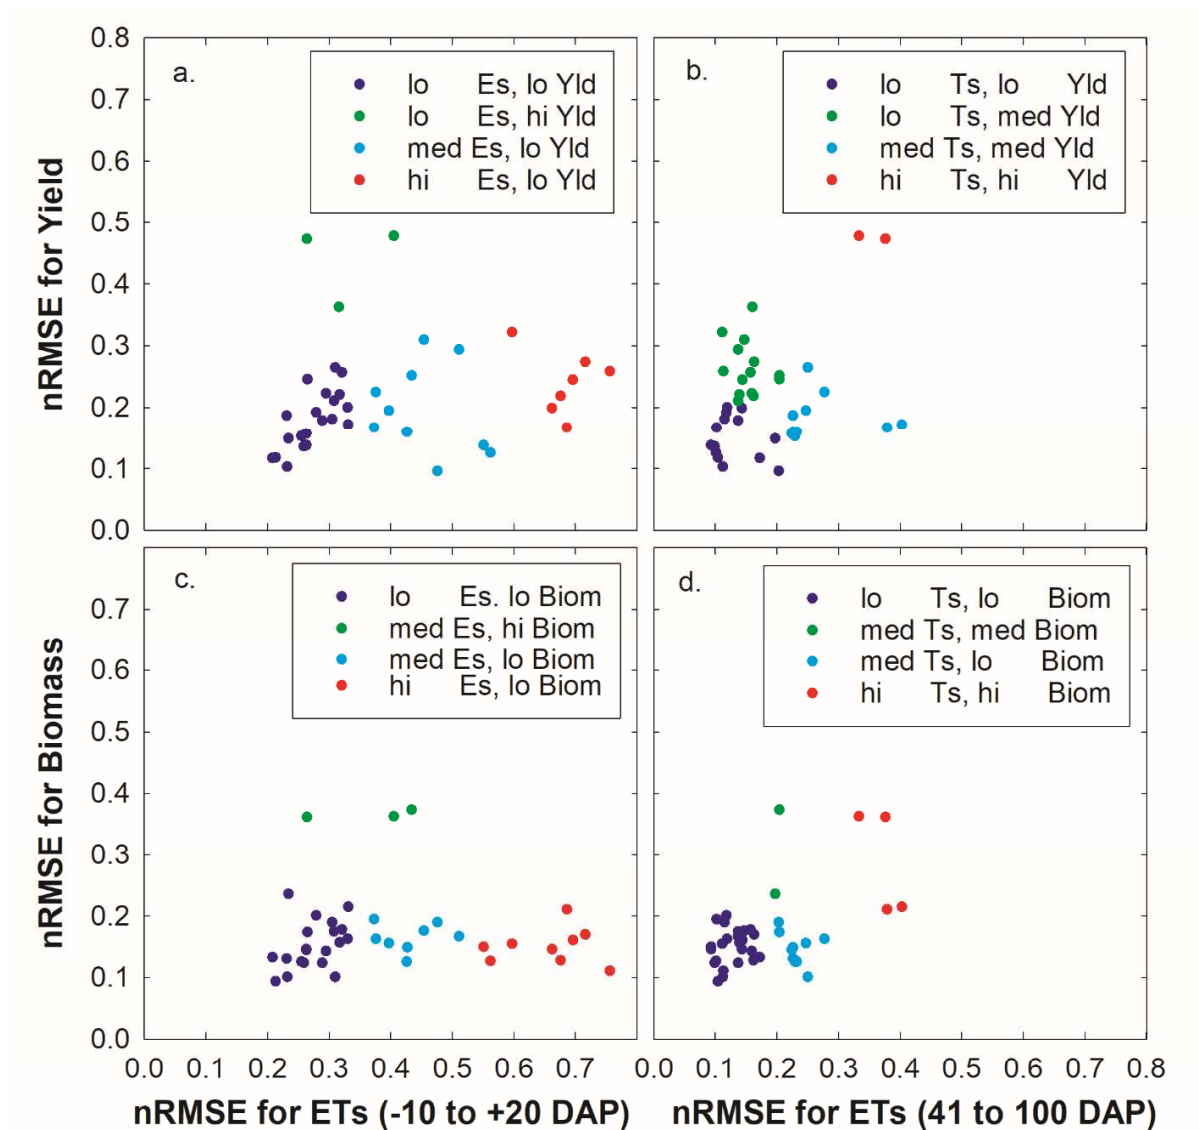 0.8
0.7
0.6
0.5
0.4
0.3
0.2
0.1
0.0
nRMSE for Yield
a.
lo Es, lo Yld
lo Es, hi Yld
med Es, lo Yld
hi Es, lo Yld
b.
lo Ts, lo Yld
lo Ts, med Yld
med Ts, med Yld
hi Ts, hi Yld
0.7
0.6
0.5
0.4
0.3
0.2
0.1
0.0
nRMSE for Biomass
c.
lo Es. lo Biom
med Es, hi Biom
med Es, lo Biom
hi Es, lo Biom
d.
lo Ts, lo Biom
med Ts, med Biom
med Ts, lo Biom
hi Ts, hi Biom
0.0 0.1 0.2 0.3 0.4 0.5 0.6 0.7 0.0 0.1 0.2 0.3 0.4 0.5 0.6 0.7 0.8
nRMSE for ETs (-10 to +20 DAP) nRMSE for ETs (41 to 100 DAP)